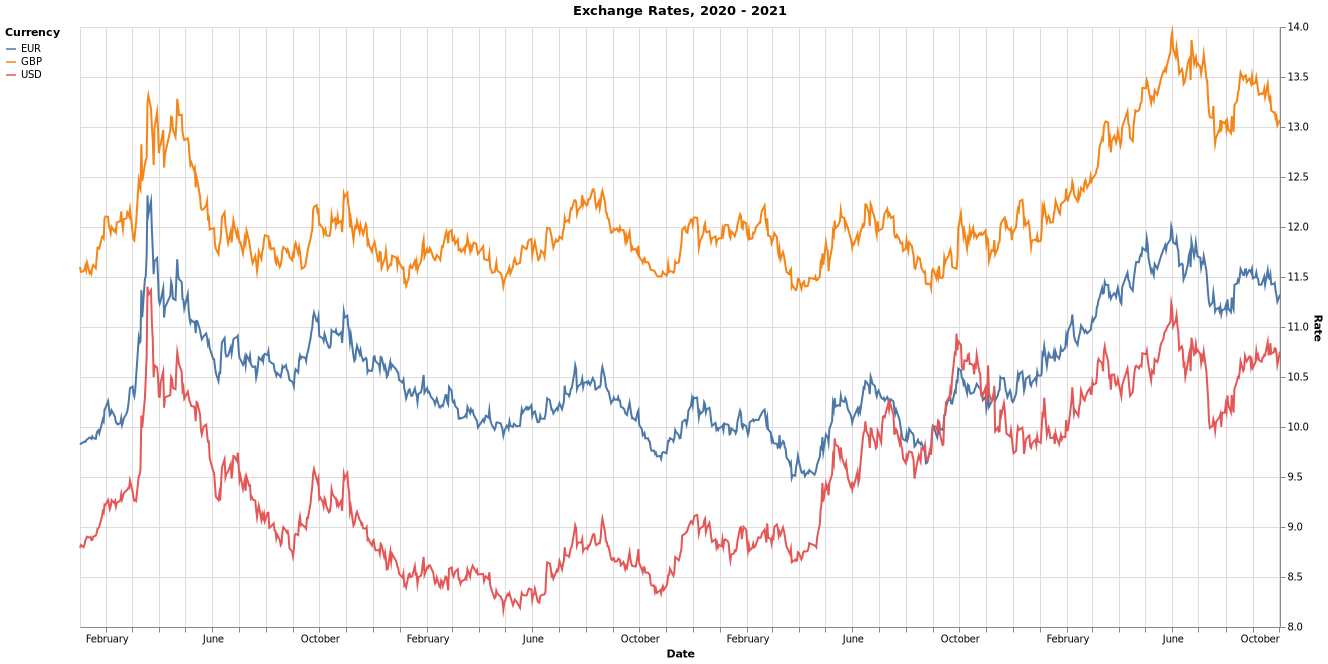 Exchange Rates, 2020 - 2021
Currency
EUR
GBP
USD
14.0
13.5
13.0
12.5
12.0
11.5
11.0
10.5
10.0
9.5
9.0
8.5
8.0
Rate
February June October February June October February June October February June October
Date